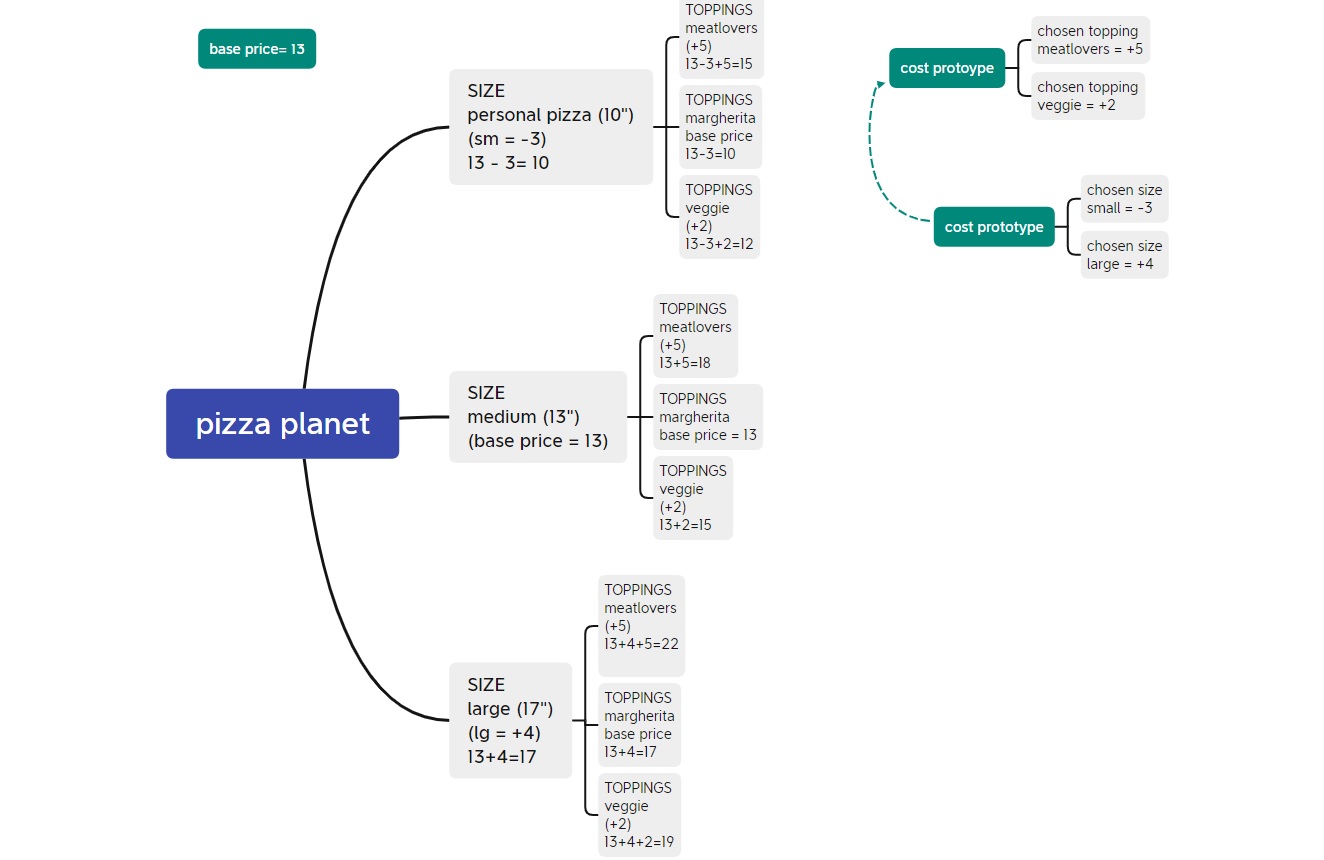 base price= 13
pizza planet
SIZE
personal pizza (10")
(sm = -3)
13 - 3= 10
TOPPINGS
meatlovers
(+5)
13-3+5=15
TOPPINGS
margherita
base price
13-3=10
TOPPINGS
veggie
(+2)
13-3+2=12
SIZE
medium (13")
(base price = 13)
TOPPINGS
meatlovers
(+5)
13+5=18
TOPPINGS
margherita
base price = 13
TOPPINGS
veggie
(+2)
13+2=15
SIZE
large (17")
(lg = +4)
13+4=17
TOPPINGS
meatlovers
(+5)
13+4+5=22
TOPPINGS
margherita
base price
13+4=17
TOPPINGS
veggie
(+2)
13+4+2=19
cost protoype
chosen topping
meatlovers = +5
chosen topping
veggie = +2
cost prototype
chosen size
small = -3
chosen size
large = +4